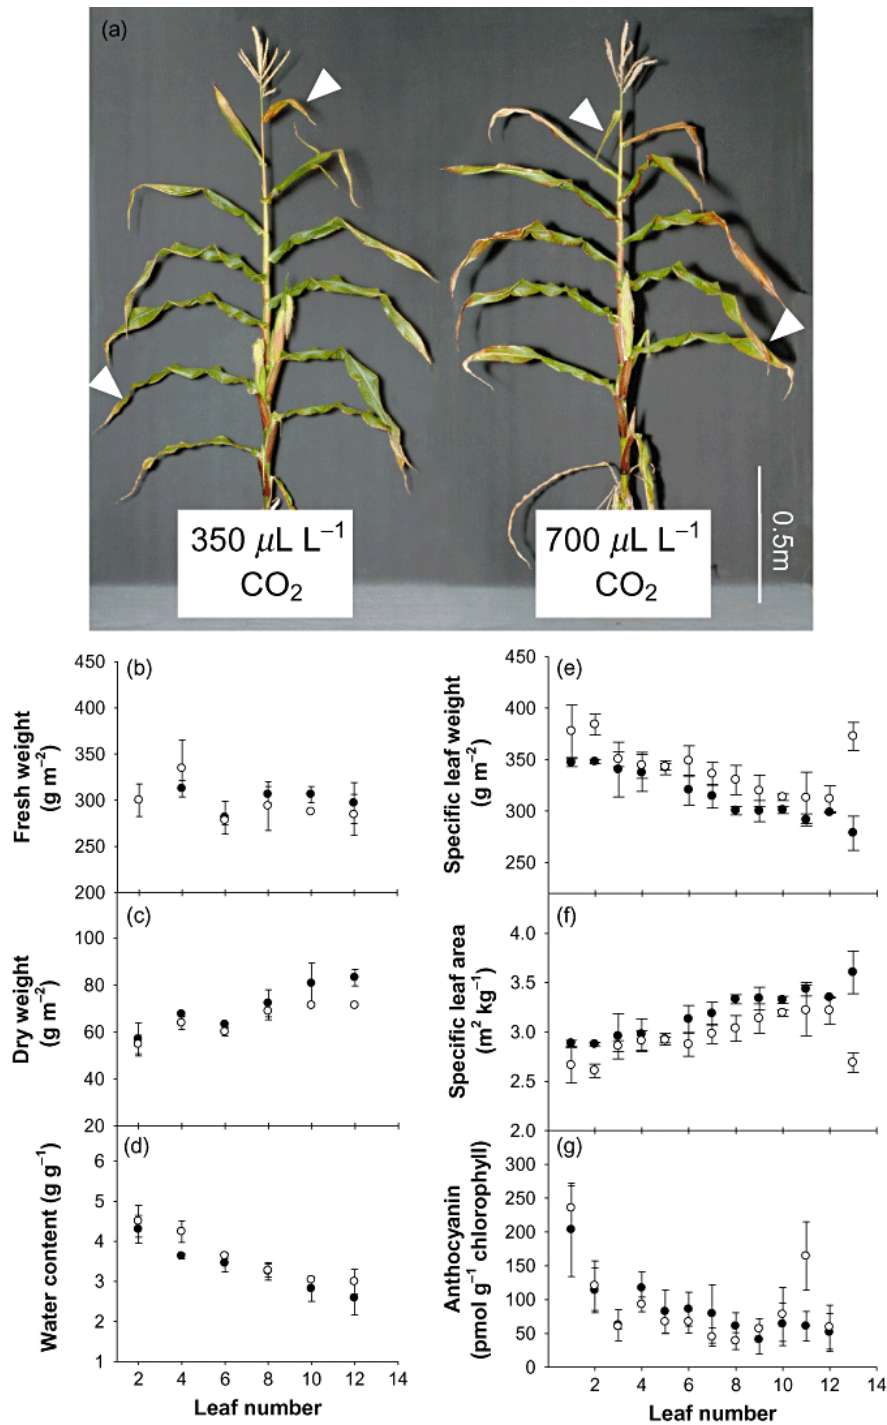 (a)
350 μL L⁻¹
CO₂
700 μL L⁻¹
CO₂
0.5m
(b)
Fresh weight
(g m⁻²)
450
400
350
300
250
200
(c)
Dry weight
(g m⁻²)
100
80
60
40
20
(d)
Water content (g g⁻¹)
6
5
4
3
2
1
2 4 6 8 10 12 14
Leaf number
(e)
Specific leaf weight
(g m⁻²)
450
400
350
300
250
(f)
Specific leaf area
(m² kg⁻¹)
4.0
3.5
3.0
2.5
2.0
(g)
Anthocyanin
(pmol g⁻¹ chlorophyll)
300
250
200
150
100
50
0
2 4 6 8 10 12 14
Leaf number